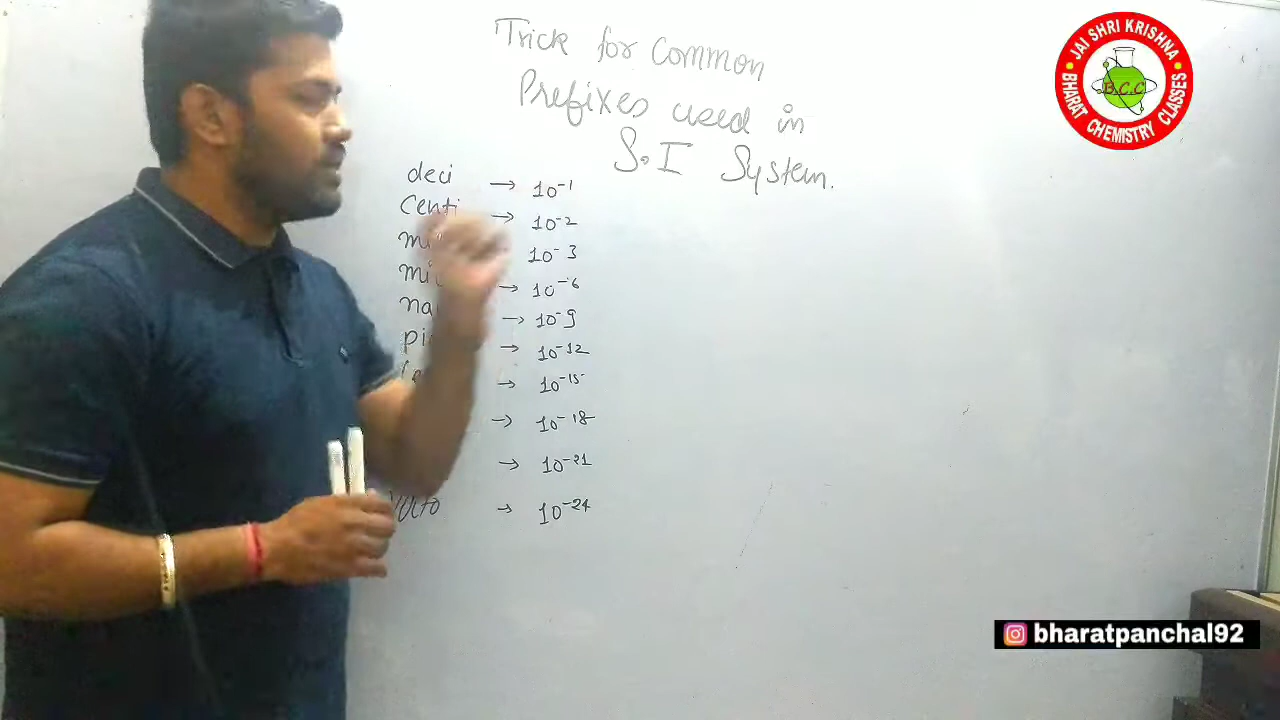 Trick for Common
Prefixes used in
S.I System.
deci → 10⁻¹
Centi → 10⁻²
10⁻³
→ 10⁻⁶
→ 10⁻⁹
→ 10⁻¹²
→ 10⁻¹⁵
→ 10⁻¹⁸
→ 10⁻²¹
→ 10⁻²⁴
JAI SHRI KRISHNA
B.C.C
BHARAT CHEMISTRY CLASSES
bharatpanchal92